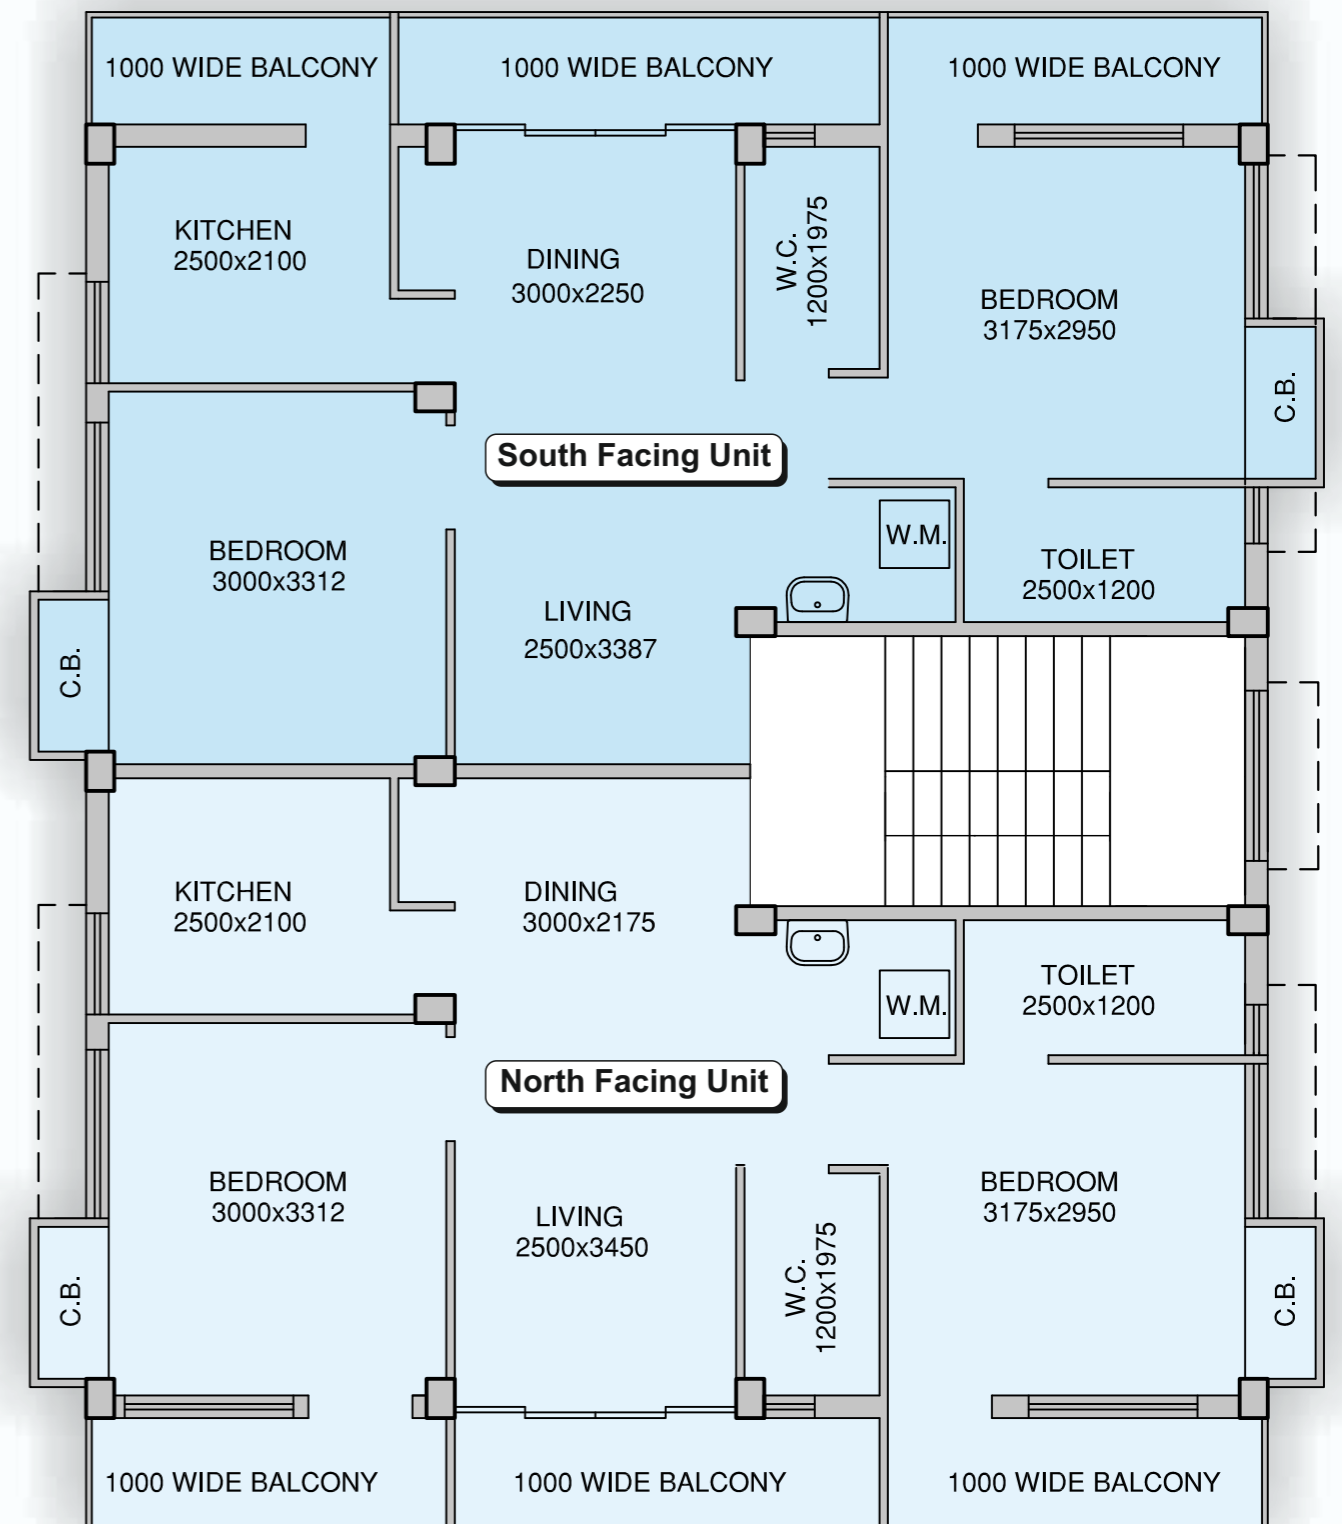 1000 WIDE BALCONY
1000 WIDE BALCONY
1000 WIDE BALCONY
KITCHEN
2500x2100
DINING
3000x2250
W.C.
1200x1975
BEDROOM
3175x2950
C.B.
South Facing Unit
BEDROOM
3000x3312
W.M.
TOILET
2500x1200
LIVING
2500x3387
C.B.
KITCHEN
2500x2100
DINING
3000x2175
TOILET
2500x1200
W.M.
North Facing Unit
BEDROOM
3000x3312
LIVING
2500x3450
W.C.
1200x1975
BEDROOM
3175x2950
C.B.
C.B.
1000 WIDE BALCONY
1000 WIDE BALCONY
1000 WIDE BALCONY